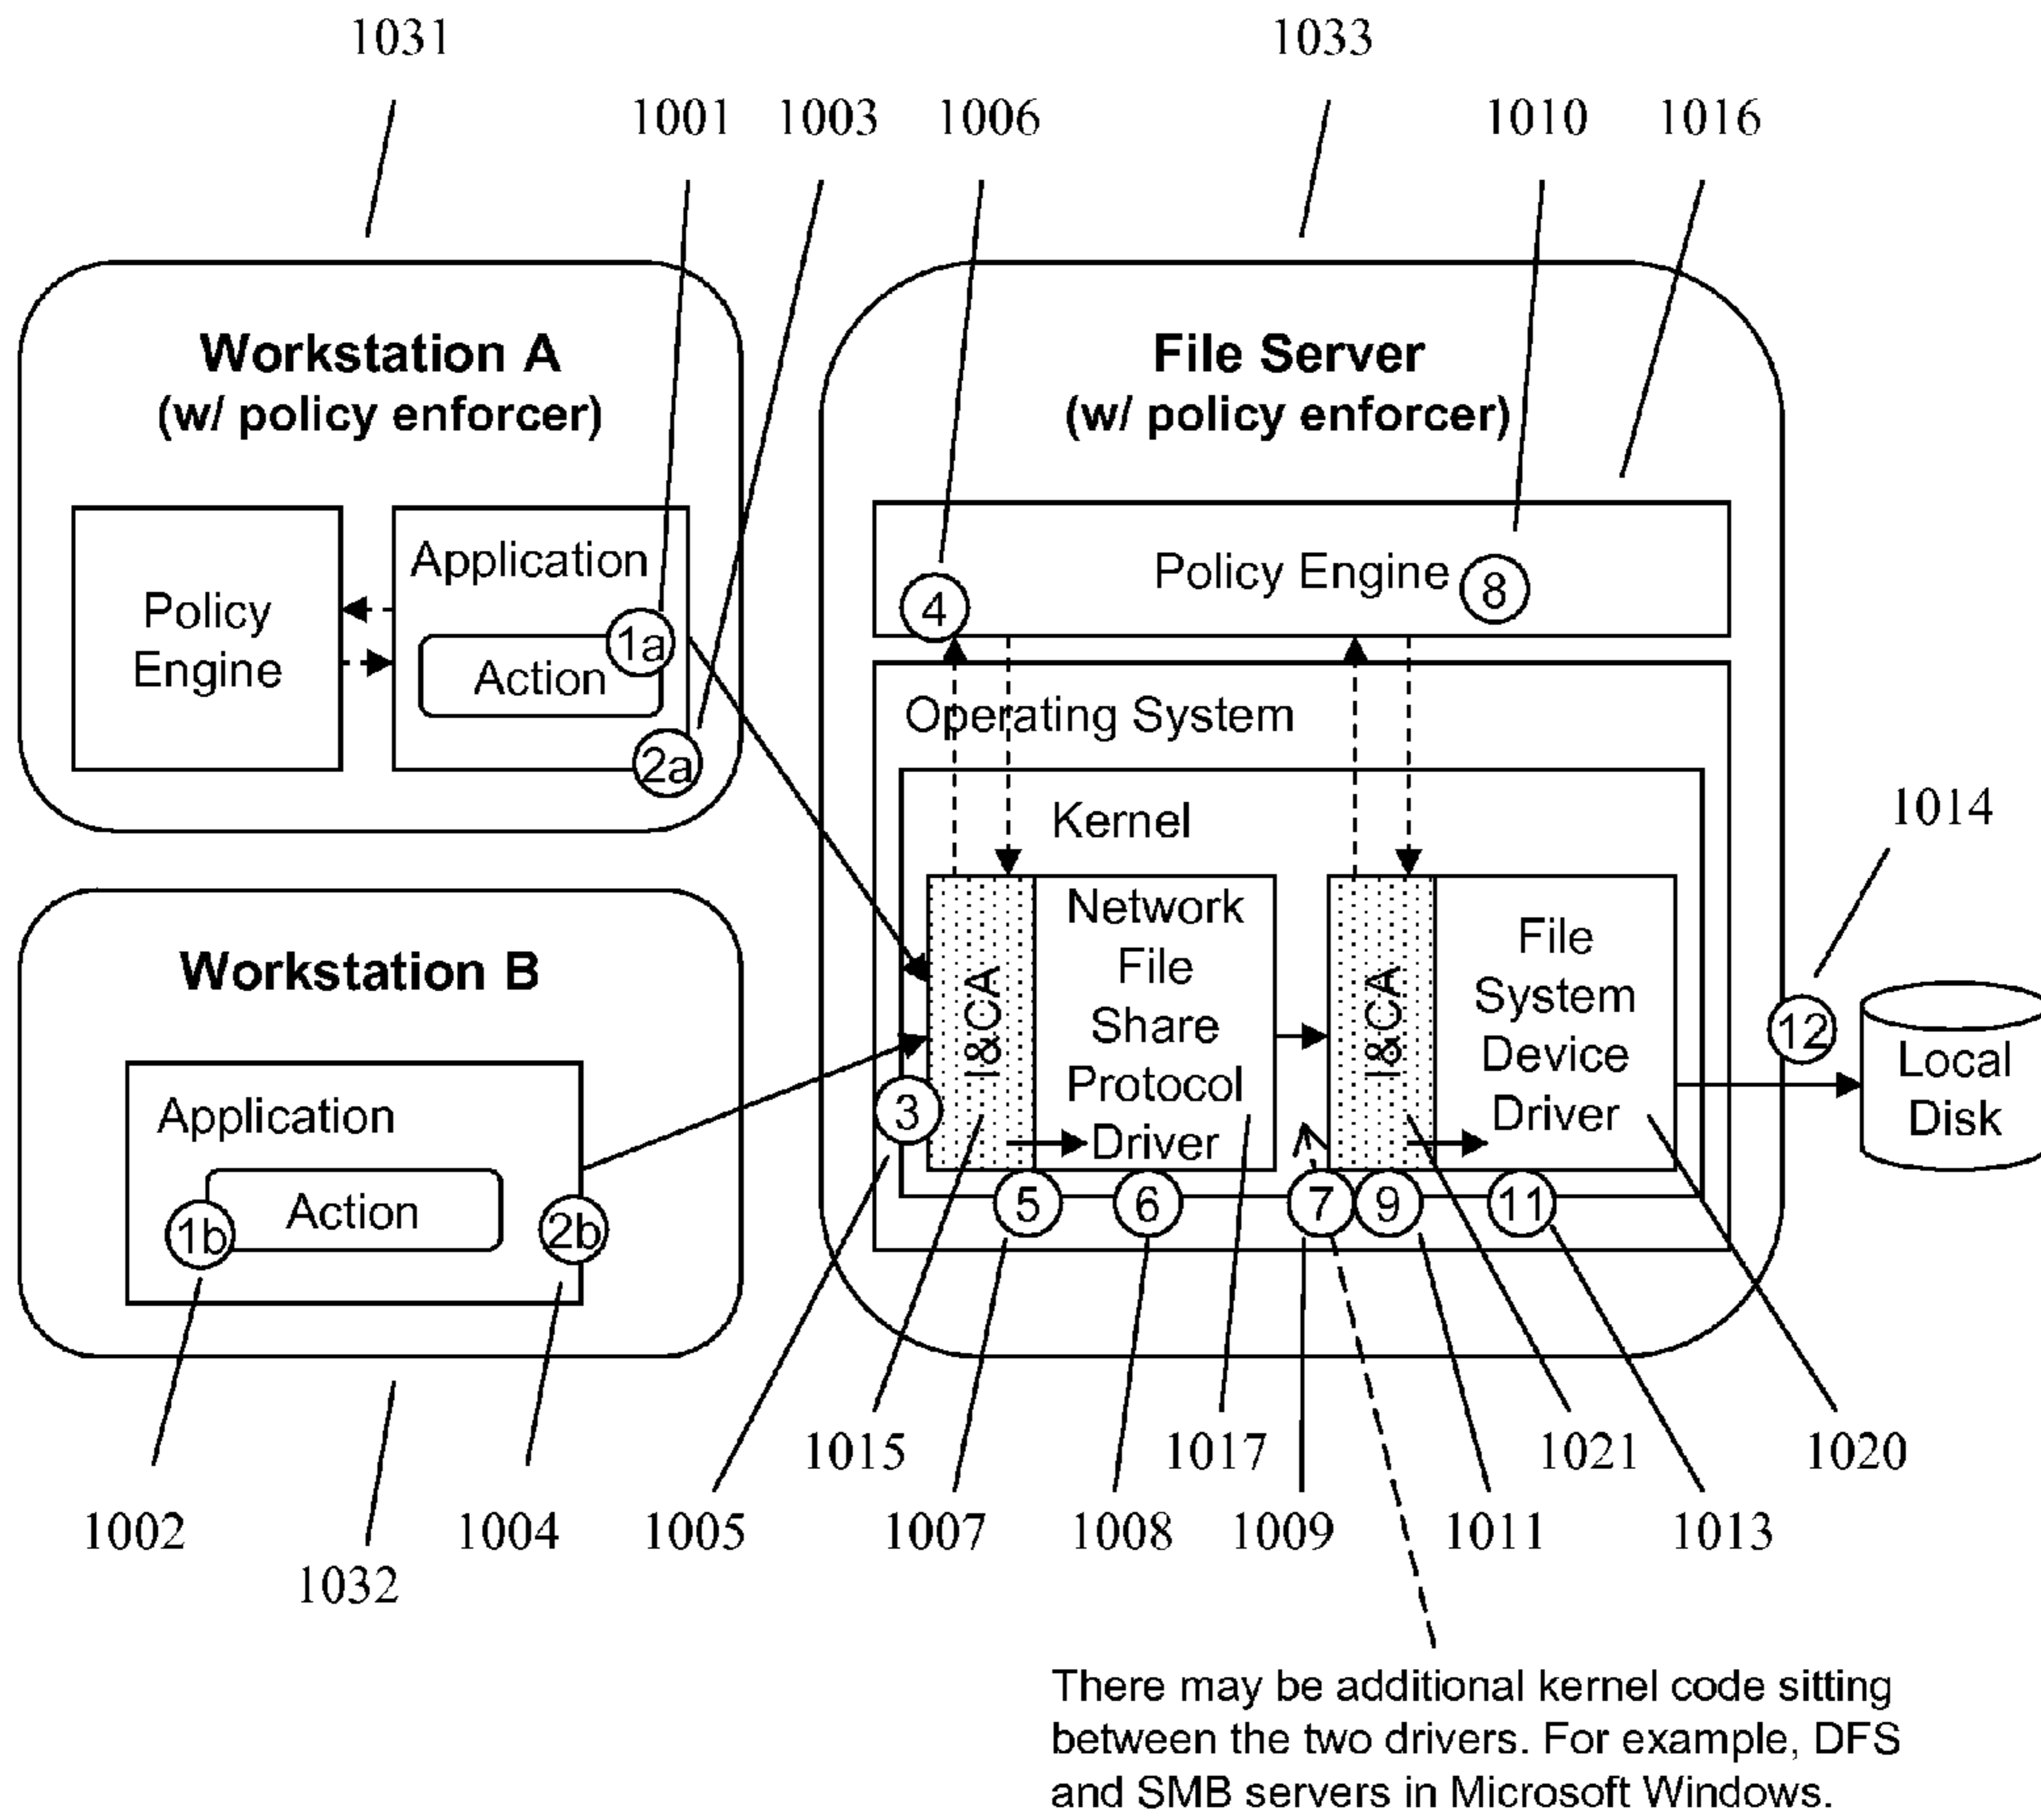 1031
1033
1001
1003
1006
1010
1016
Workstation A
(w/ policy enforcer)
Policy
Engine
Application
Action
1a
2a
File Server
(w/ policy enforcer)
4
Policy Engine
8
Operating System
Kernel
I&CA
Network
File
Share
Protocol
Driver
I&CA
File
System
Device
Driver
1014
12
Local
Disk
Workstation B
Application
Action
1b
2b
3
5
6
7
9
11
1015
1017
1021
1020
1002
1004
1005
1007
1008
1009
1011
1013
1032
There may be additional kernel code sitting
between the two drivers. For example, DFS
and SMB servers in Microsoft Windows.